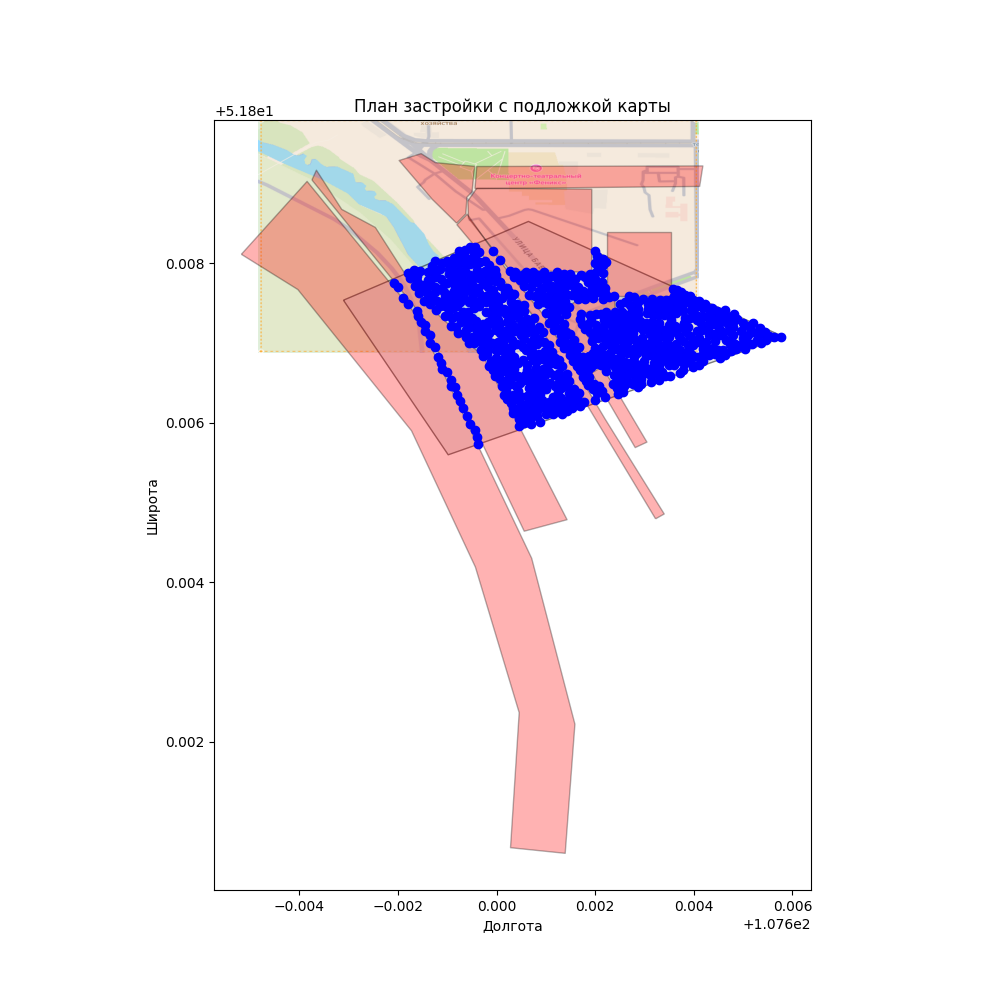 План застройки с подложкой карты
+5.18e1
хозяйства
Концертно-театральный
центр «Феникс»
0.008
0.006
0.004
0.002
Широта
−0.004
−0.002
0.000
0.002
0.004
0.006
Долгота
+1.076e2